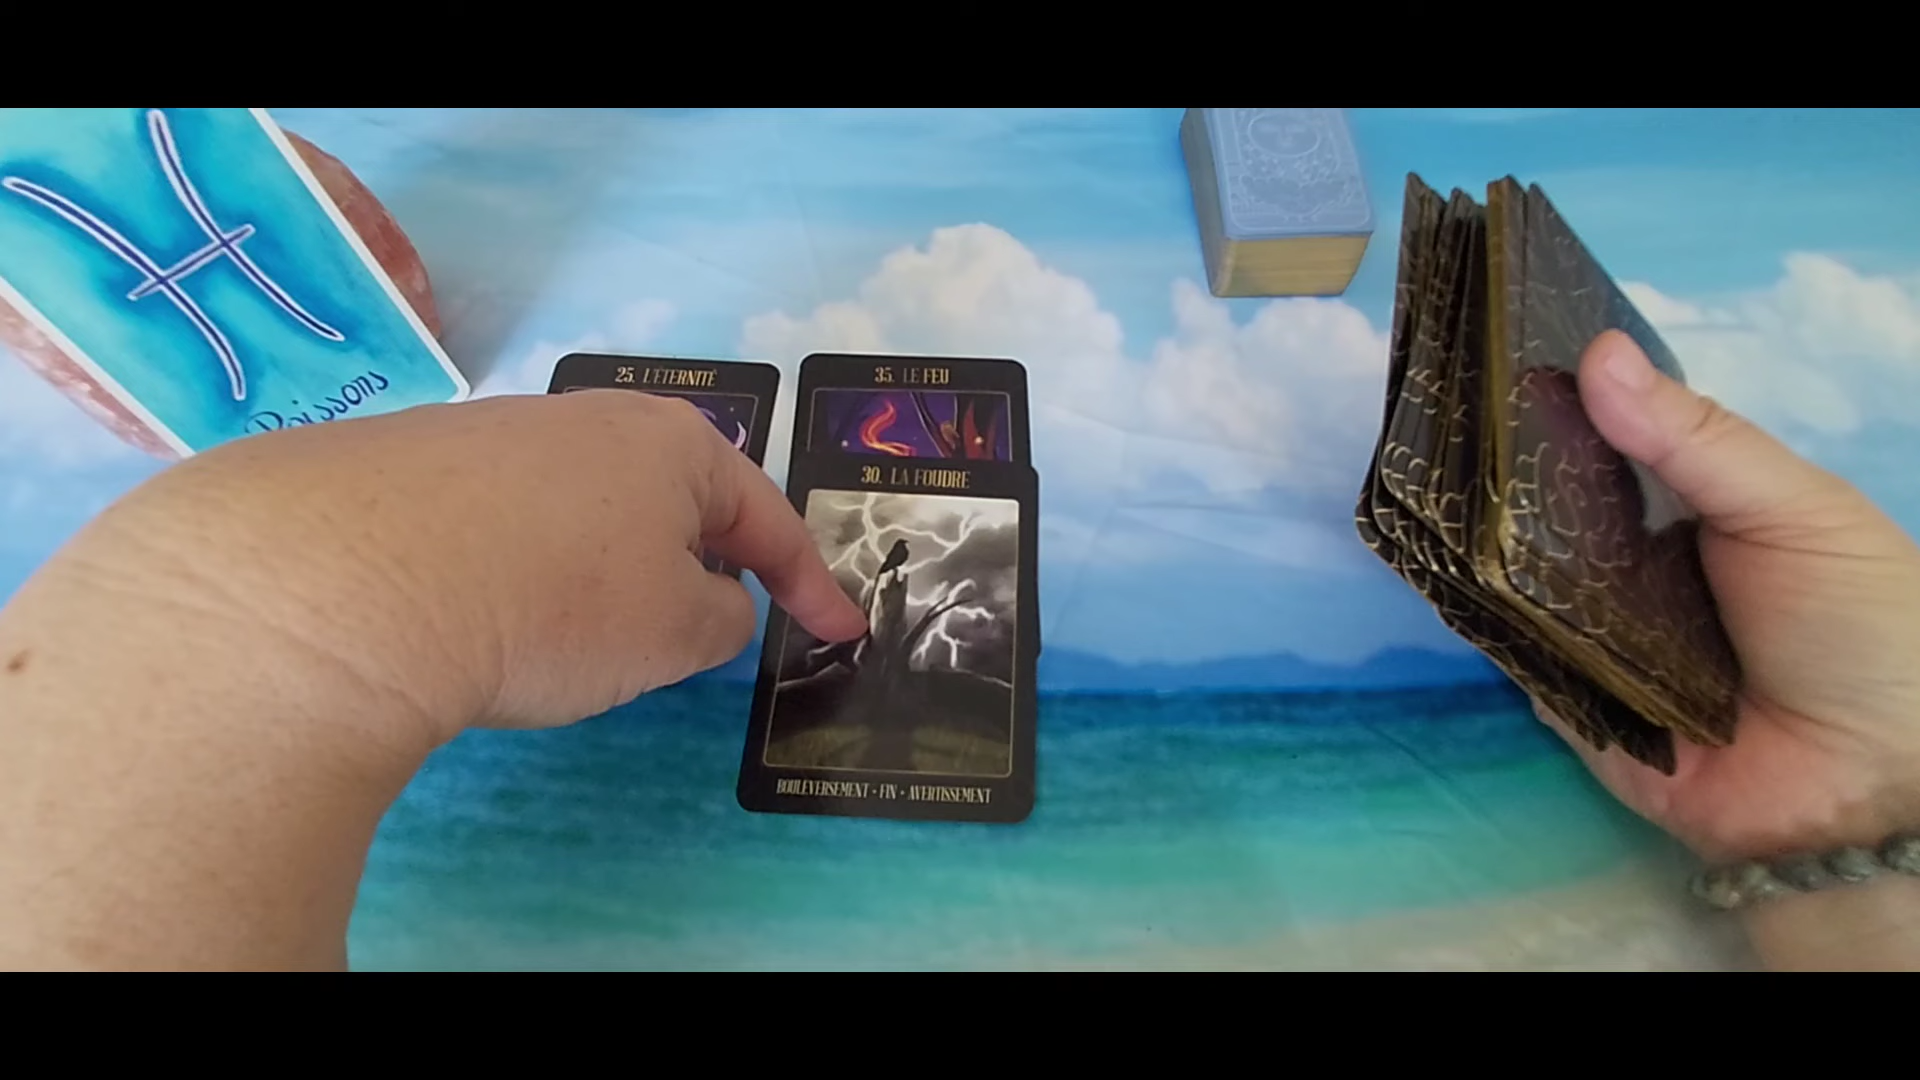 Poissons
25. L'ÉTERNITÉ
35. LE FEU
30. LA FOUDRE
BOULEVERSEMENT • FIN • AVERTISSEMENT